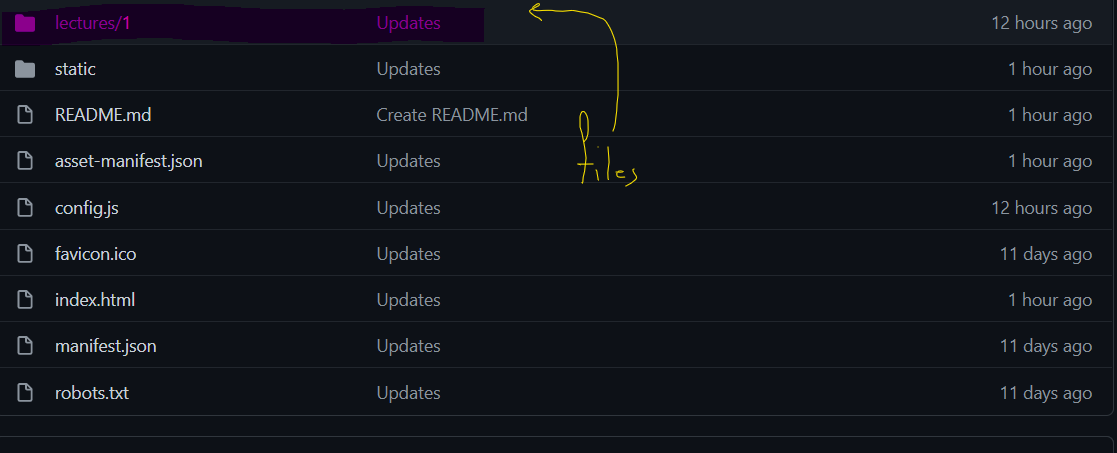 lectures/1 Updates 12 hours ago
static Updates 1 hour ago
README.md Create README.md 1 hour ago
asset-manifest.json Updates 1 hour ago
files
config.js Updates 12 hours ago
favicon.ico Updates 11 days ago
index.html Updates 1 hour ago
manifest.json Updates 11 days ago
robots.txt Updates 11 days ago